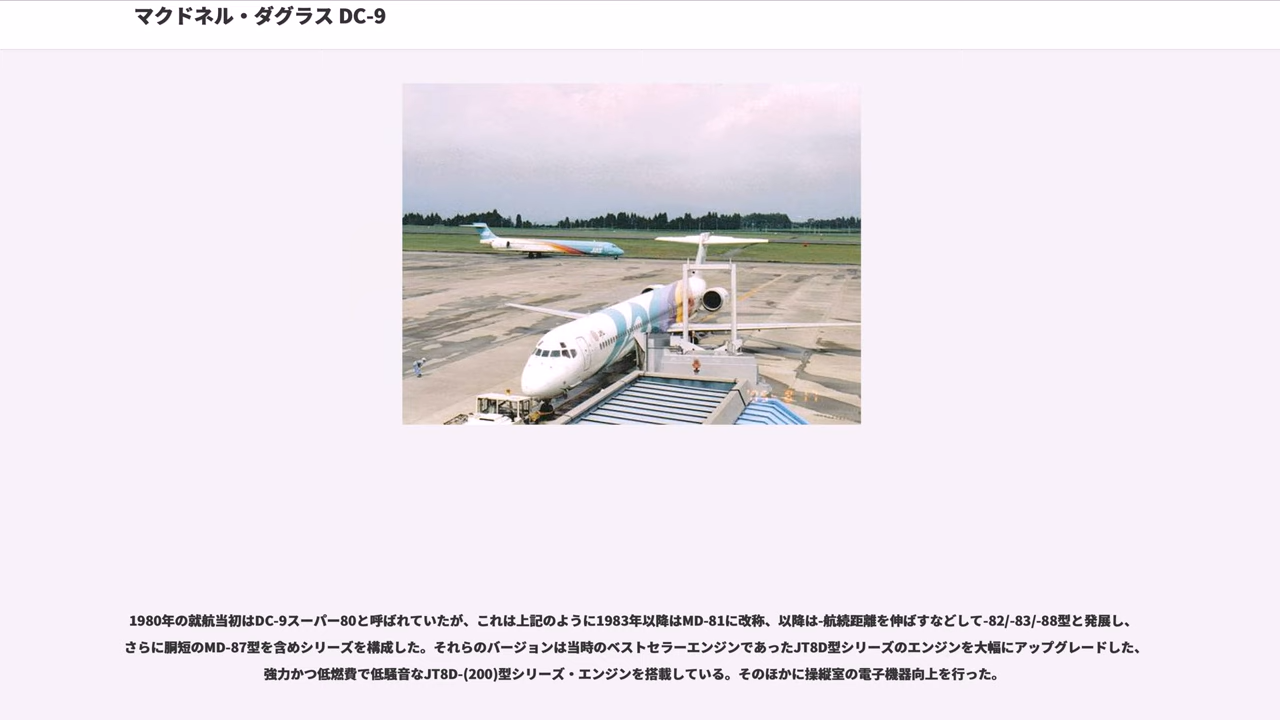 マクドネル・ダグラス DC-9
1980年の就航当初はDC-9スーパー80と呼ばれていたが、これは上記のように1983年以降はMD-81に改称、以降は-航続距離を伸ばすなどして-82/-83/-88型と発展し、
さらに胴短のMD-87型を含めシリーズを構成した。それらのバージョンは当時のベストセラーエンジンであったJT8D型シリーズのエンジンを大幅にアップグレードした、
強力かつ低燃費で低騒音なJT8D-(200)型シリーズ・エンジンを搭載している。そのほかに操縦室の電子機器向上を行った。